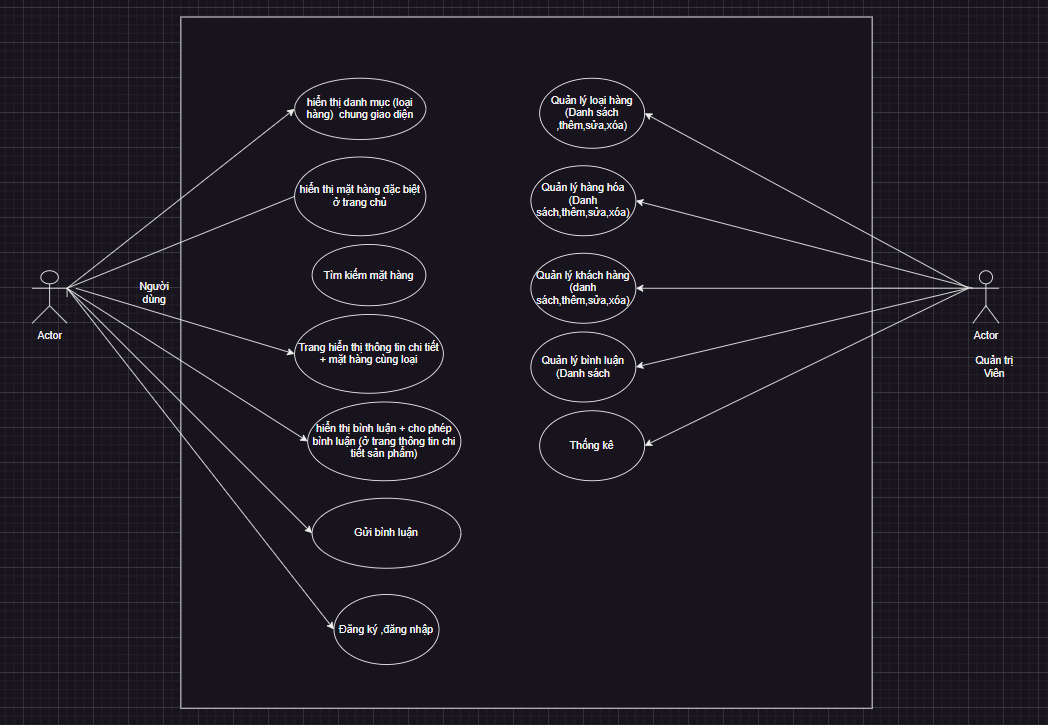 hiển thị danh mục (loại
hàng) chung giao diện
hiển thị mặt hàng đặc biệt
ở trang chủ
Tìm kiếm mặt hàng
Người
dùng
Actor
Trang hiển thị thông tin chi tiết
+ mặt hàng cùng loại
hiển thị bình luận + cho phép
bình luận (ở trang thông tin chi
tiết sản phẩm)
Gửi bình luận
Đăng ký ,đăng nhập
Quản lý loại hàng
(Danh sách
,thêm,sửa,xóa)
Quản lý hàng hóa
(Danh
sách,thêm,sửa,xóa)
Quản lý khách hàng
(danh
sách,thêm,sửa,xóa)
Quản lý bình luận
(Danh sách
Thống kê
Actor
Quản trị
Viên